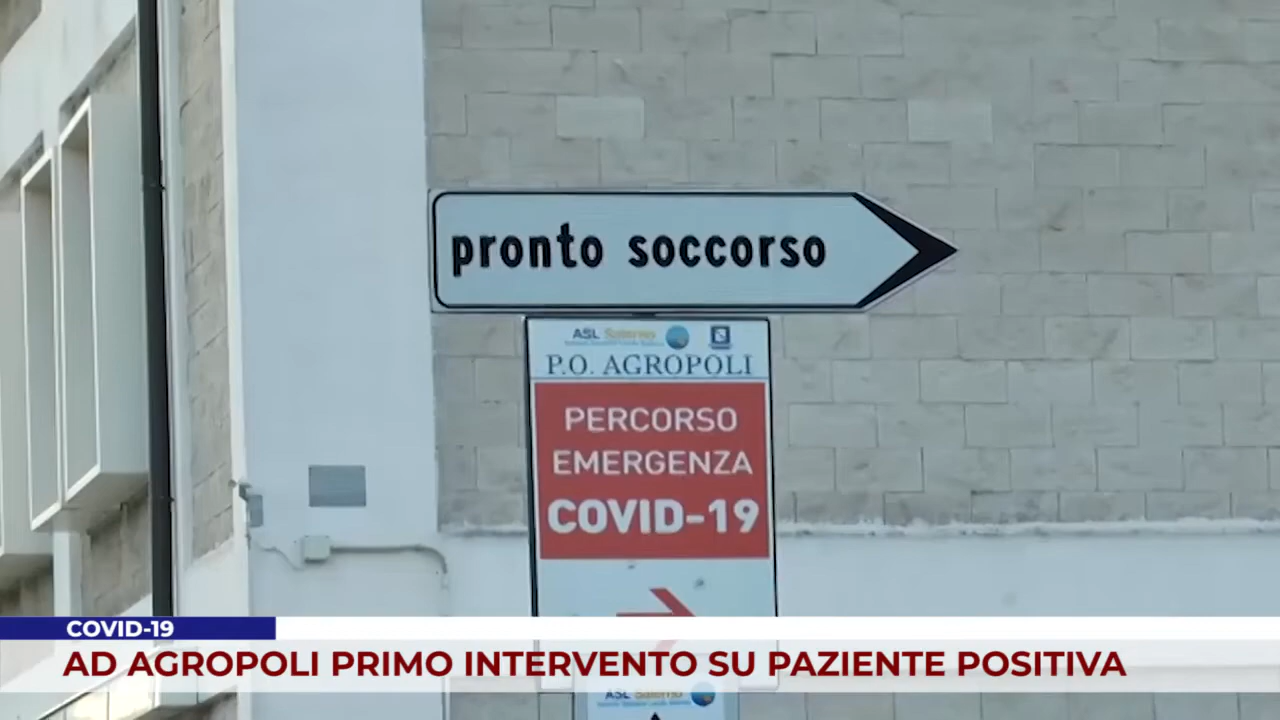 pronto soccorso
ASL Salerno
P.O. AGROPOLI
PERCORSO
EMERGENZA
COVID-19
COVID-19
AD AGROPOLI PRIMO INTERVENTO SU PAZIENTE POSITIVA
ASL Salerno